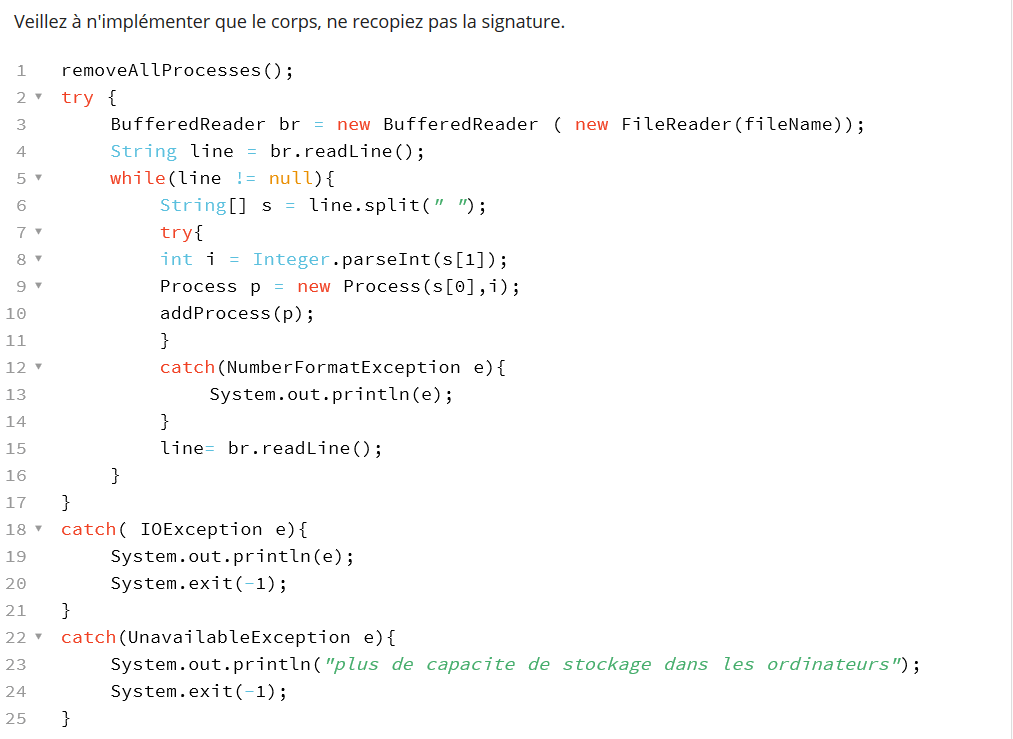 Veillez à n'implémenter que le corps, ne recopiez pas la signature.
1 removeAllProcesses();
2 try {
3 BufferedReader br = new BufferedReader ( new FileReader(fileName));
4 String line = br.readLine();
5 while(line != null){
6 String[] s = line.split(" ");
7 try{
8 int i = Integer.parseInt(s[1]);
9 Process p = new Process(s[0],i);
10 addProcess(p);
11 }
12 catch(NumberFormatException e){
13 System.out.println(e);
14 }
15 line= br.readLine();
16 }
17 }
18 catch( IOException e){
19 System.out.println(e);
20 System.exit(-1);
21 }
22 catch(UnavailableException e){
23 System.out.println("plus de capacite de stockage dans les ordinateurs");
24 System.exit(-1);
25 }